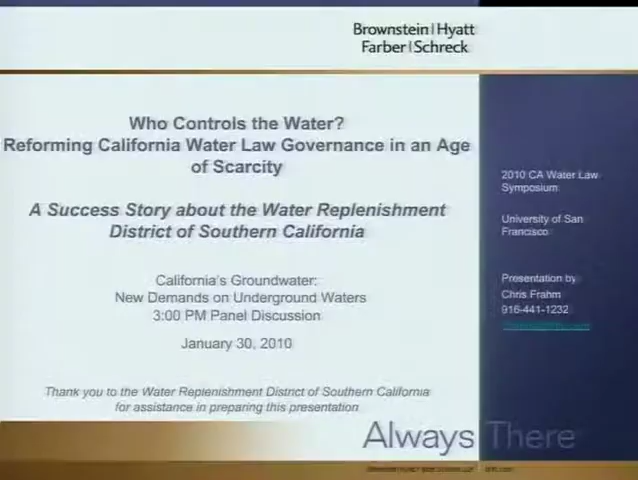 Brownstein | Hyatt
Farber | Schreck
Who Controls the Water?
Reforming California Water Law Governance in an Age
of Scarcity
A Success Story about the Water Replenishment
District of Southern California
California's Groundwater:
New Demands on Underground Waters
3:00 PM Panel Discussion
January 30, 2010
Thank you to the Water Replenishment District of Southern California
for assistance in preparing this presentation
2010 CA Water Law
Symposium
University of San
Francisco
Presentation by
Chris Frahm
916-441-1232
Always There